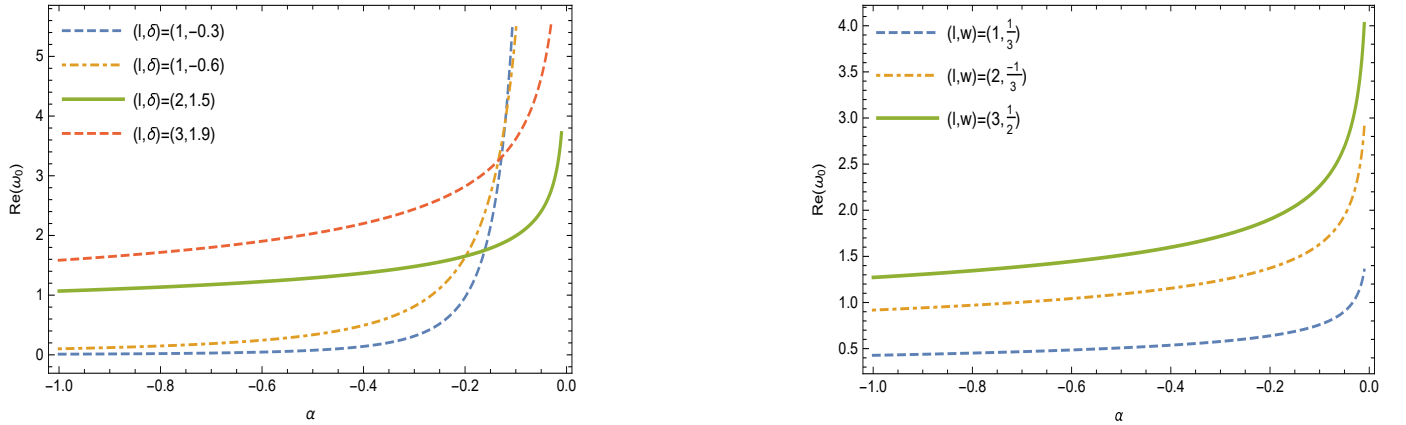 (l,δ)=(1,−0.3)
(l,δ)=(1,−0.6)
(l,δ)=(2,1.5)
(l,δ)=(3,1.9)
5
4
3
2
1
0
Re(ω₀)
−1.0 −0.8 −0.6 −0.4 −0.2 0.0
α
(l,w)=(1,1/3)
(l,w)=(2,−1/3)
(l,w)=(3,1/2)
4.0
3.5
3.0
2.5
2.0
1.5
1.0
0.5
Re(ω₀)
−1.0 −0.8 −0.6 −0.4 −0.2 0.0
α